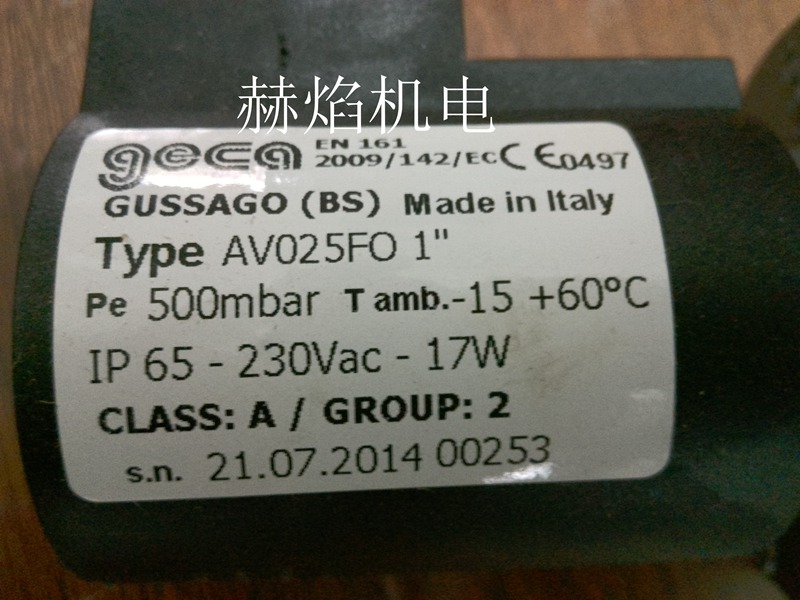 赫焰机电
geca EN 161
2009/142/EC CE0497
GUSSAGO (BS) Made in Italy
Type AV025FO 1"
Pe 500mbar T amb.-15 +60°C
IP 65 - 230Vac - 17W
CLASS: A / GROUP: 2
s.n. 21.07.2014 00253